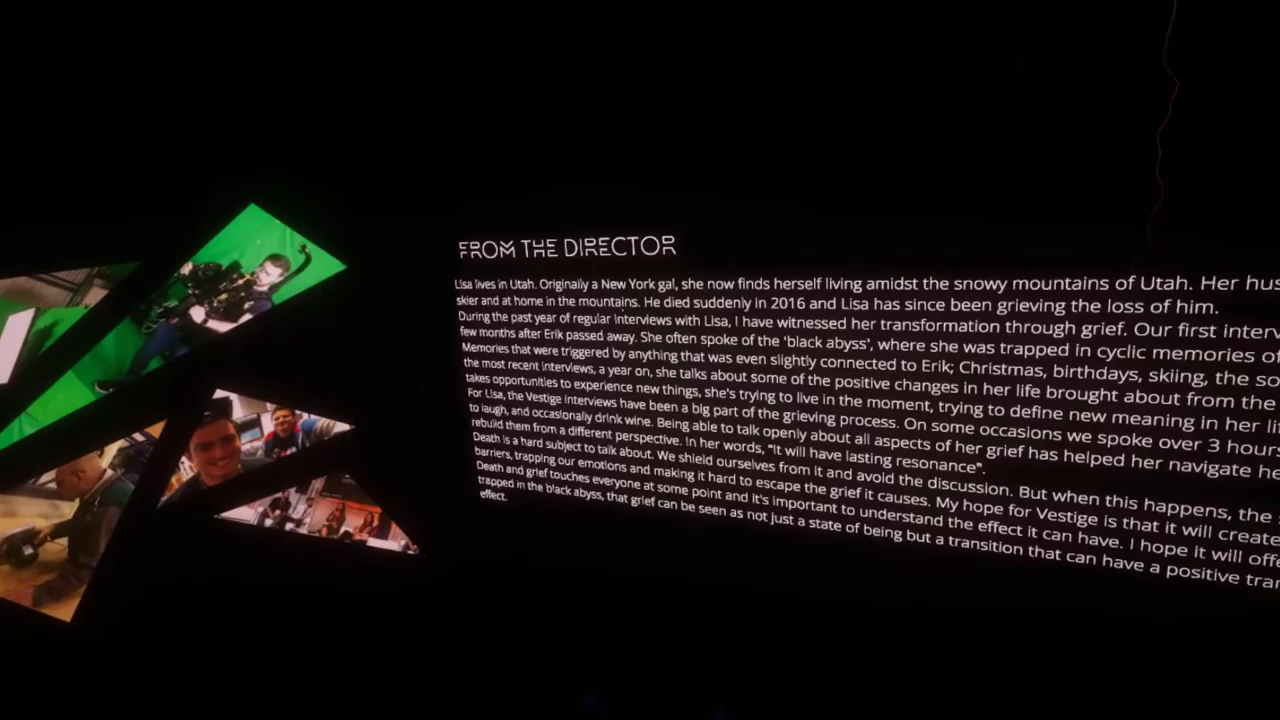 FROM THE DIRECTOR
Lisa lives in Utah. Originally a New York gal, she now finds herself living amidst the snowy mountains of Utah. Her hus
skier and at home in the mountains. He died suddenly in 2016 and Lisa has since been grieving the loss of him.
During the past year of regular interviews with Lisa, I have witnessed her transformation through grief. Our first interv
few months after Erik passed away. She often spoke of the 'black abyss', where she was trapped in cyclic memories of
Memories that were triggered by anything that was even slightly connected to Erik; Christmas, birthdays, skiing, the so
the most recent interviews, a year on, she talks about some of the positive changes in her life brought about from the
takes opportunities to experience new things, she's trying to live in the moment, trying to define new meaning in her li
For Lisa, the Vestige interviews have been a big part of the grieving process. On some occasions we spoke over 3 hours
to laugh, and occasionally drink wine. Being able to talk openly about all aspects of her grief has helped her navigate he
rebuild them from a different perspective. In her words, "it will have lasting resonance".
Death is a hard subject to talk about. We shield ourselves from it and avoid the discussion. But when this happens, the
barriers, trapping our emotions and making it hard to escape the grief it causes. My hope for Vestige is that it will create
Death and grief touches everyone at some point and it's important to understand the effect it can have. I hope it will offe
trapped in the black abyss, that grief can be seen as not just a state of being but a transition that can have a positive tran
effect.